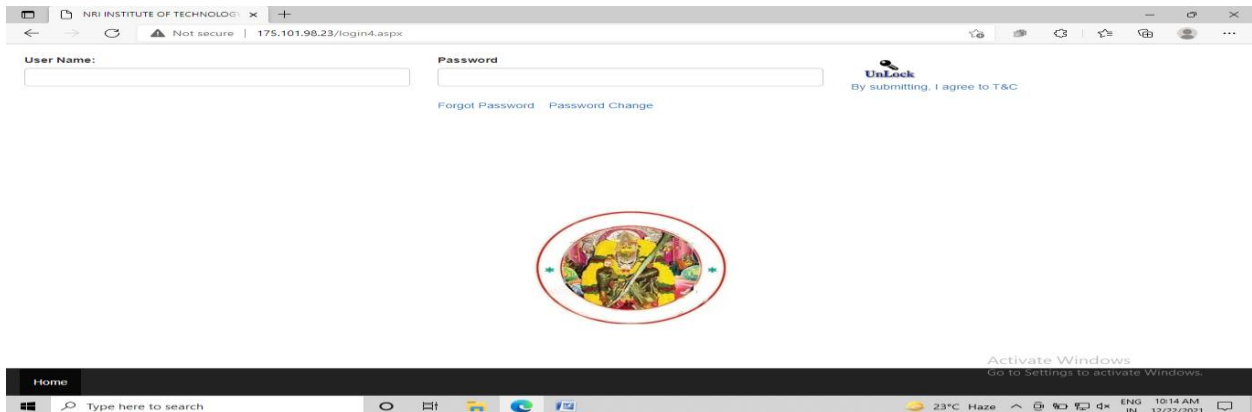 NRI INSTITUTE OF TECHNOLOG
Not secure | 175.101.98.23/login4.aspx
User Name:
Password
UnLock
By submitting, I agree to T&C
Forgot Password Password Change
Activate Windows
Go to Settings to activate Windows.
Home
Type here to search
23°C Haze
ENG
IN
10:14 AM
12/22/2021